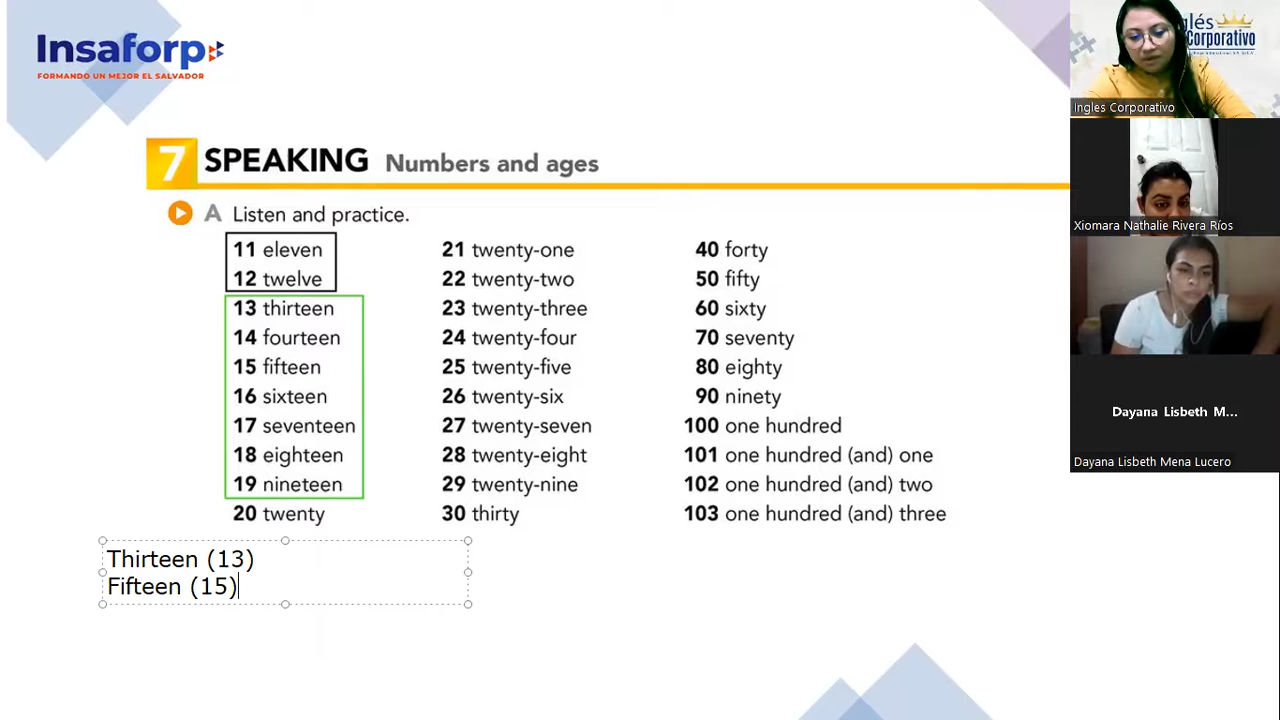 Insaforp
FORMANDO UN MEJOR EL SALVADOR
7 SPEAKING Numbers and ages
A Listen and practice.
11 eleven
12 twelve
13 thirteen
14 fourteen
15 fifteen
16 sixteen
17 seventeen
18 eighteen
19 nineteen
20 twenty
21 twenty-one
22 twenty-two
23 twenty-three
24 twenty-four
25 twenty-five
26 twenty-six
27 twenty-seven
28 twenty-eight
29 twenty-nine
30 thirty
40 forty
50 fifty
60 sixty
70 seventy
80 eighty
90 ninety
100 one hundred
101 one hundred (and) one
102 one hundred (and) two
103 one hundred (and) three
Thirteen (13)
Fifteen (15)
glés
Corporativo
Ingles Corporativo
Xiomara Nathalie Rivera Ríos
Dayana Lisbeth M...
Dayana Lisbeth Mena Lucero